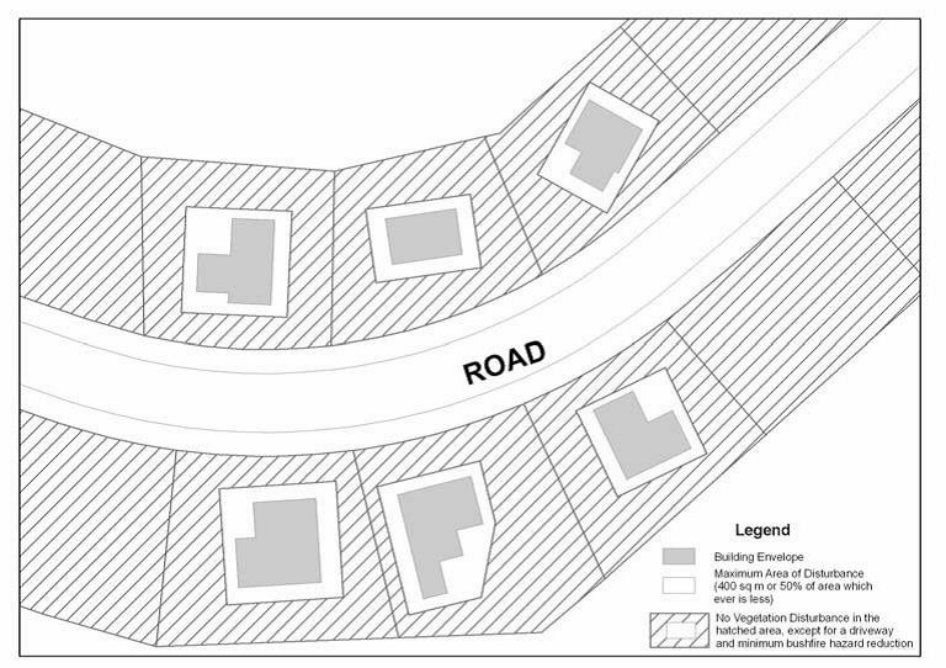 ROAD
Legend
Building Envelope
Maximum Area of Disturbance
(400 sq m or 50% of area which
ever is less)
No Vegetation Disturbance in the
hatched area, except for a driveway
and minimum bushfire hazard reduction